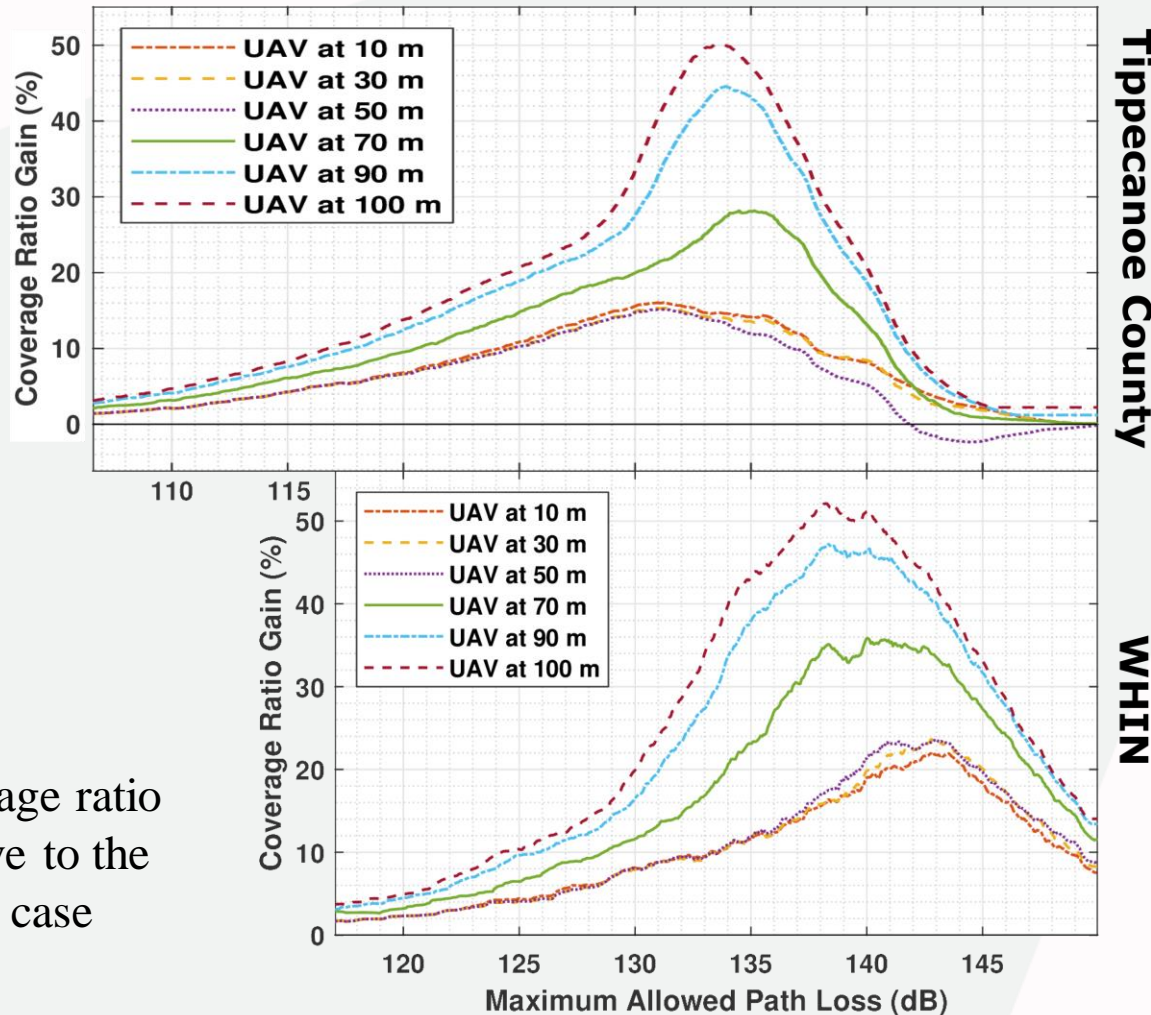 Coverage Ratio Gain (%)
50
40
30
20
10
0
UAV at 10 m
UAV at 30 m
UAV at 50 m
UAV at 70 m
UAV at 90 m
UAV at 100 m
110
115
Tippecanoe County
Coverage Ratio Gain (%)
50
40
30
20
10
0
UAV at 10 m
UAV at 30 m
UAV at 50 m
UAV at 70 m
UAV at 90 m
UAV at 100 m
120
125
130
135
140
145
Maximum Allowed Path Loss (dB)
WHIN
ratio
to the
case